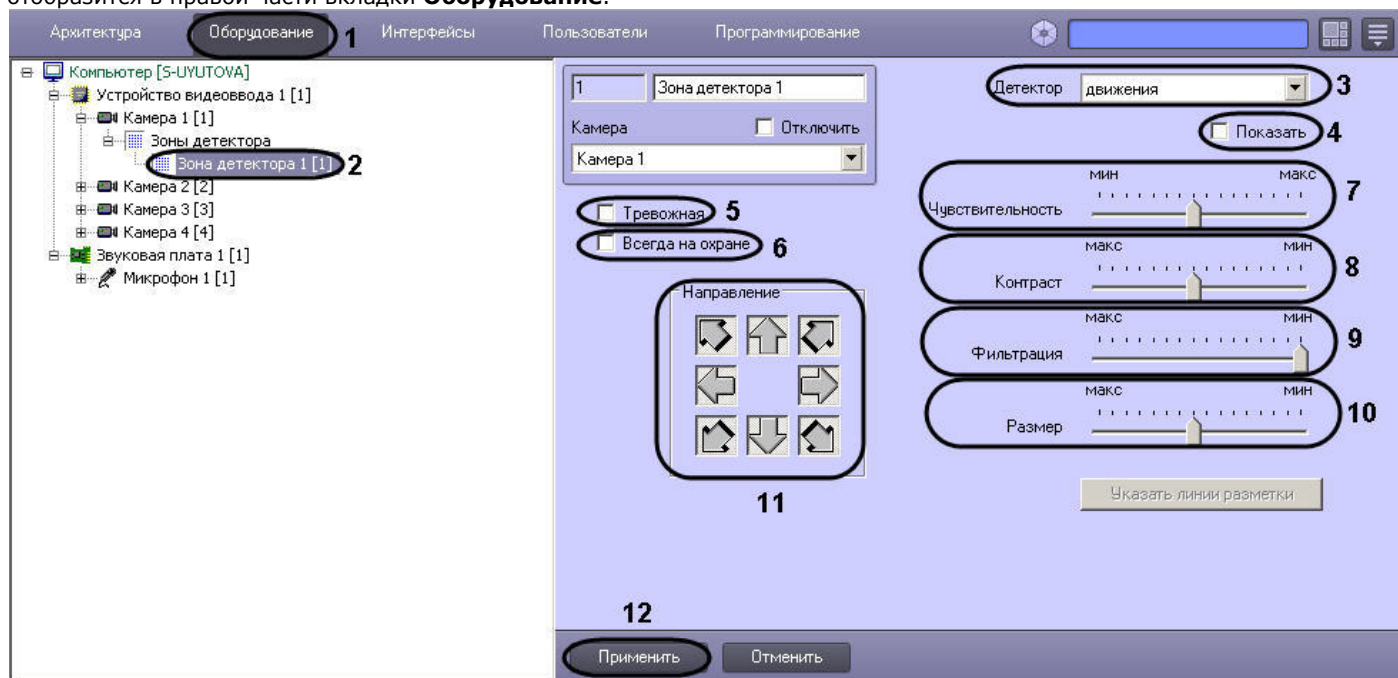 отобразится в правой части вкладки Оборудование.
Архитектура Оборудование 1 Интерфейсы Пользователи Программирование
Компьютер [S-UYUTOVA]
Устройство видеоввода 1 [1]
Камера 1 [1]
Зоны детектора
Зона детектора 1 [1] 2
Камера 2 [2]
Камера 3 [3]
Камера 4 [4]
Звуковая плата 1 [1]
Микрофон 1 [1]
1 Зона детектора 1
Камера Отключить
Камера 1
Тревожная 5
Всегда на охране 6
Направление
11
Детектор движения 3
Показать 4
мин макс
Чувствительность 7
макс мин
Контраст 8
макс мин
Фильтрация 9
макс мин
Размер 10
Указать линии разметки
12
Применить Отменить